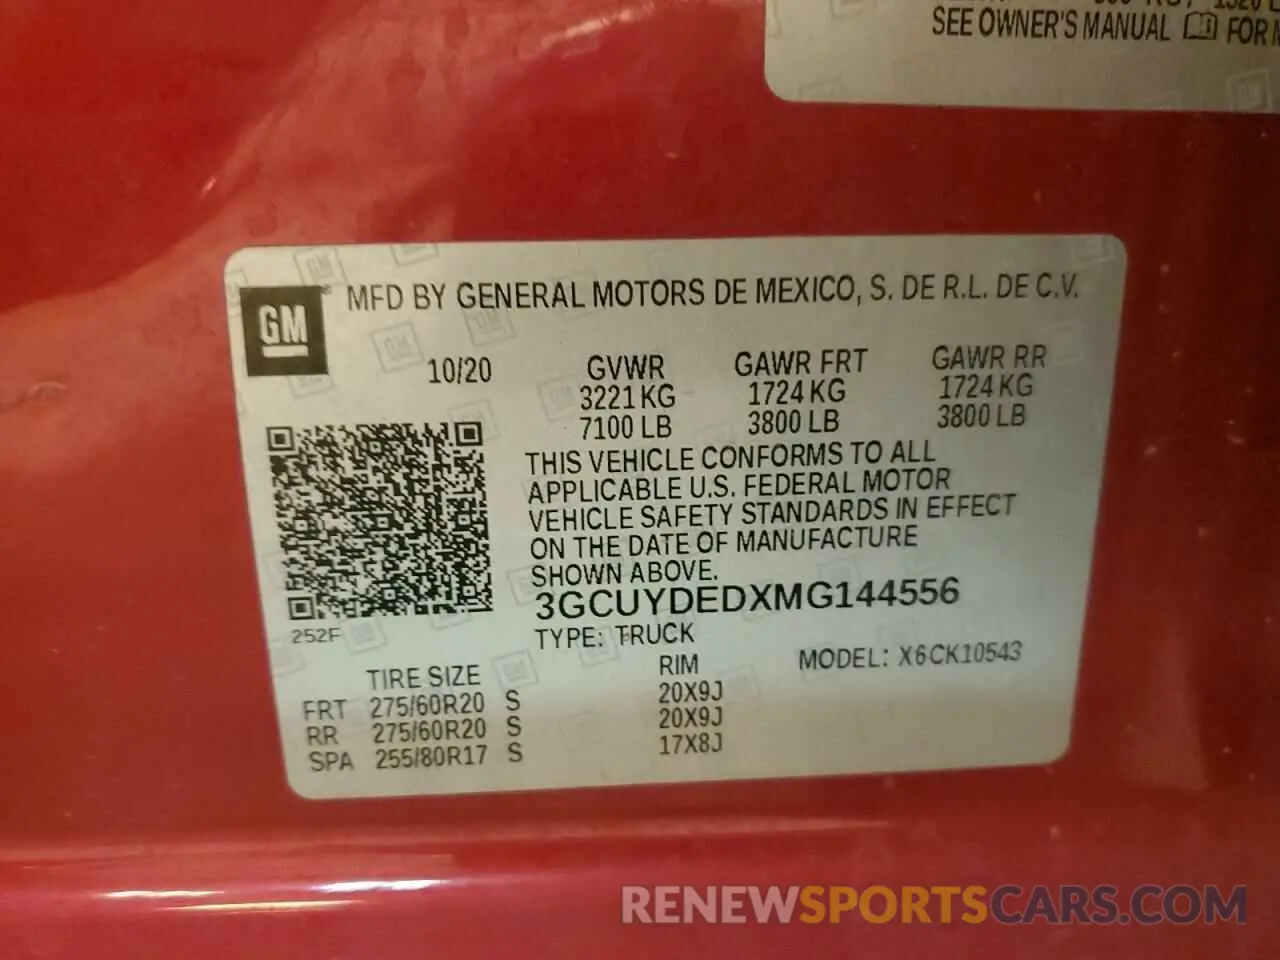 SEE OWNER'S MANUAL FOR
GM
MFD BY GENERAL MOTORS DE MEXICO, S. DE R.L. DE C.V.
10/20 GVWR GAWR FRT GAWR RR
3221 KG 1724 KG 1724 KG
7100 LB 3800 LB 3800 LB
THIS VEHICLE CONFORMS TO ALL
APPLICABLE U.S. FEDERAL MOTOR
VEHICLE SAFETY STANDARDS IN EFFECT
ON THE DATE OF MANUFACTURE
SHOWN ABOVE.
3GCUYDEDXMG144556
252F
TYPE: TRUCK
MODEL: X6CK10543
TIRE SIZE RIM
FRT 275/60R20 S 20X9J
RR 275/60R20 S 20X9J
SPA 255/80R17 S 17X8J
RENEWSPORTSCARS.COM